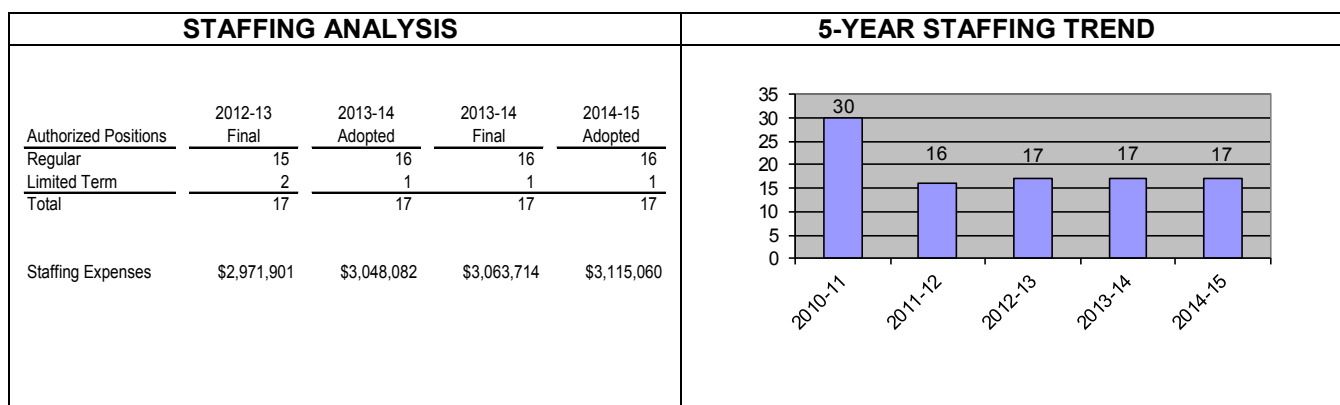 STAFFING ANALYSIS
2012-13 2013-14 2013-14 2014-15
Authorized Positions Final Adopted Final Adopted
Regular 15 16 16 16
Limited Term 2 1 1 1
Total 17 17 17 17
Staffing Expenses $2,971,901 $3,048,082 $3,063,714 $3,115,060
5-YEAR STAFFING TREND
35
30
25
20
15
10
5
0
30 16 17 17 17
2010-11 2011-12 2012-13 2013-14 2014-15